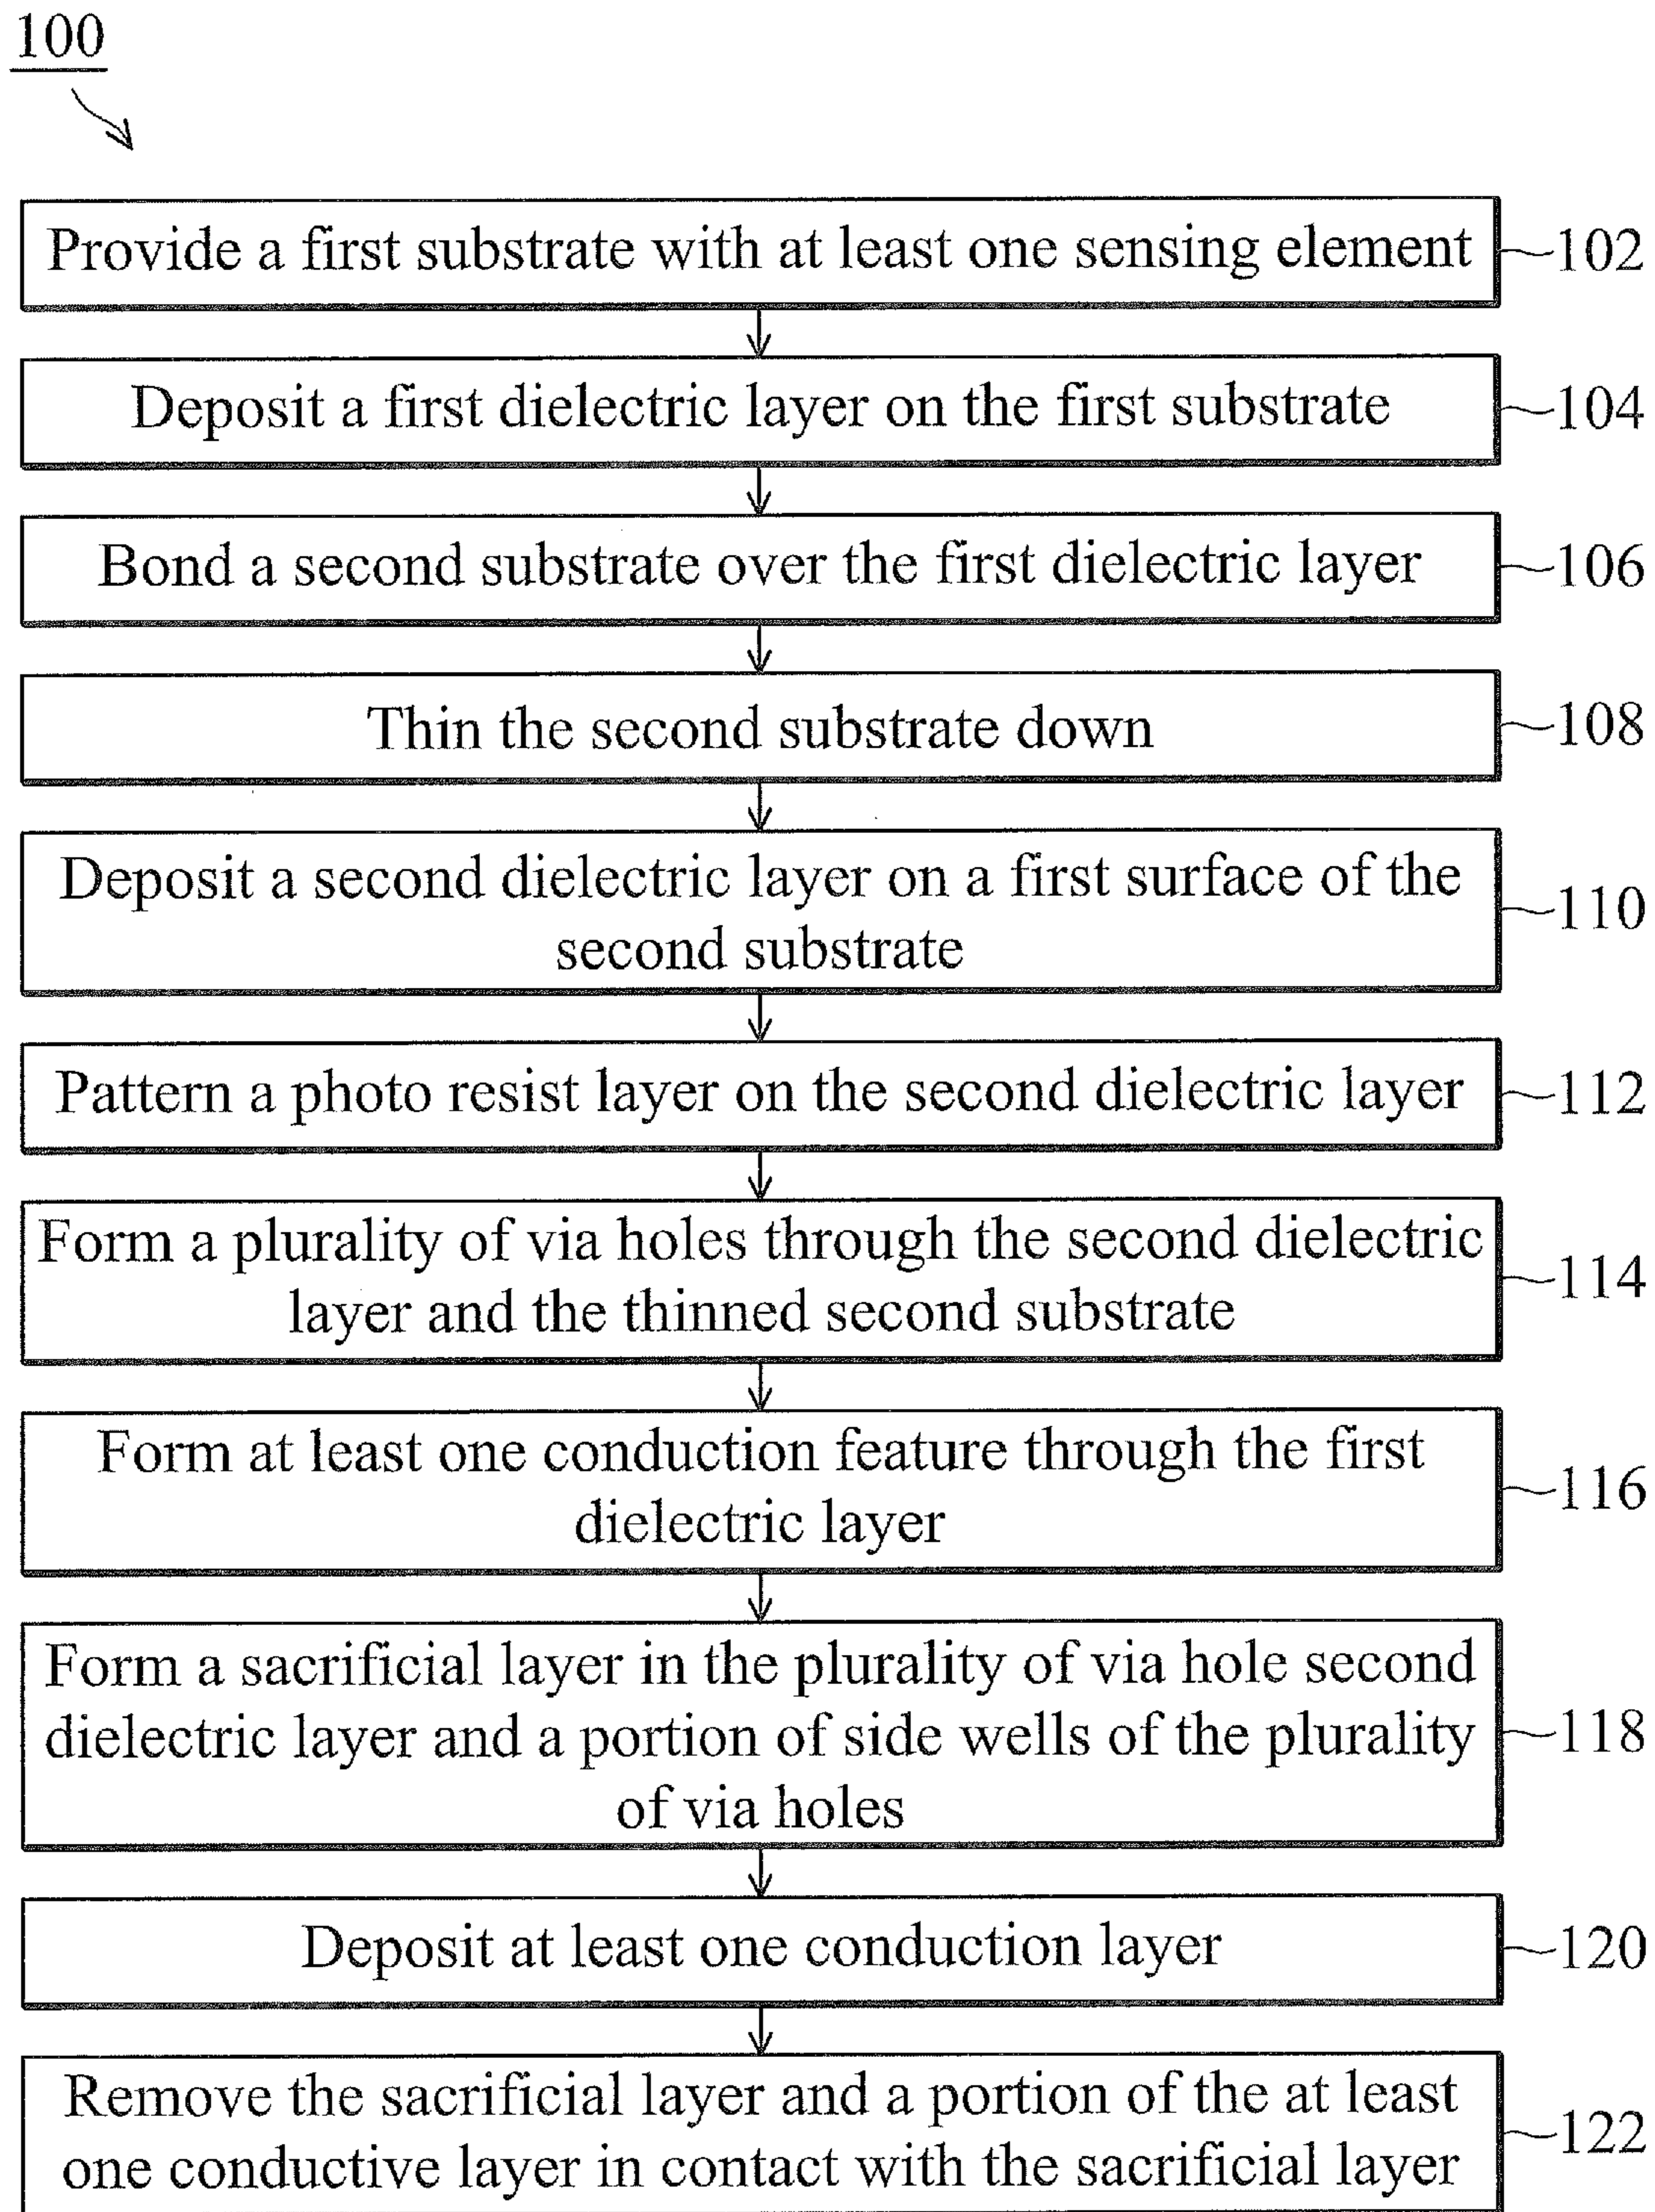 100
Provide a first substrate with at least one sensing element
102
Deposit a first dielectric layer on the first substrate
104
Bond a second substrate over the first dielectric layer
106
Thin the second substrate down
108
Deposit a second dielectric layer on a first surface of the
second substrate
110
Pattern a photo resist layer on the second dielectric layer
112
Form a plurality of via holes through the second dielectric
layer and the thinned second substrate
114
Form at least one conduction feature through the first
dielectric layer
116
Form a sacrificial layer in the plurality of via hole second
dielectric layer and a portion of side wells of the plurality
of via holes
118
Deposit at least one conduction layer
120
Remove the sacrificial layer and a portion of the at least
one conductive layer in contact with the sacrificial layer
122